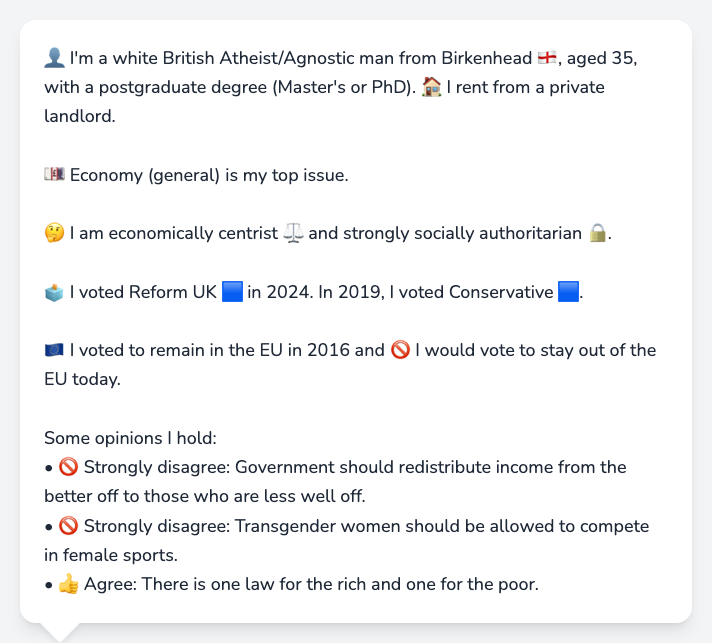 👤 I'm a white British Atheist/Agnostic man from Birkenhead 🏴󠁧󠁢󠁥󠁮󠁧󠁿, aged 35,
with a postgraduate degree (Master's or PhD). 🏠 I rent from a private
landlord.
💷 Economy (general) is my top issue.
🤔 I am economically centrist ⚖️ and strongly socially authoritarian 🔒.
🗳️ I voted Reform UK 🟦 in 2024. In 2019, I voted Conservative 🟦.
🇪🇺 I voted to remain in the EU in 2016 and 🚫 I would vote to stay out of the
EU today.
Some opinions I hold:
• 🚫 Strongly disagree: Government should redistribute income from the
better off to those who are less well off.
• 🚫 Strongly disagree: Transgender women should be allowed to compete
in female sports.
• 👍 Agree: There is one law for the rich and one for the poor.